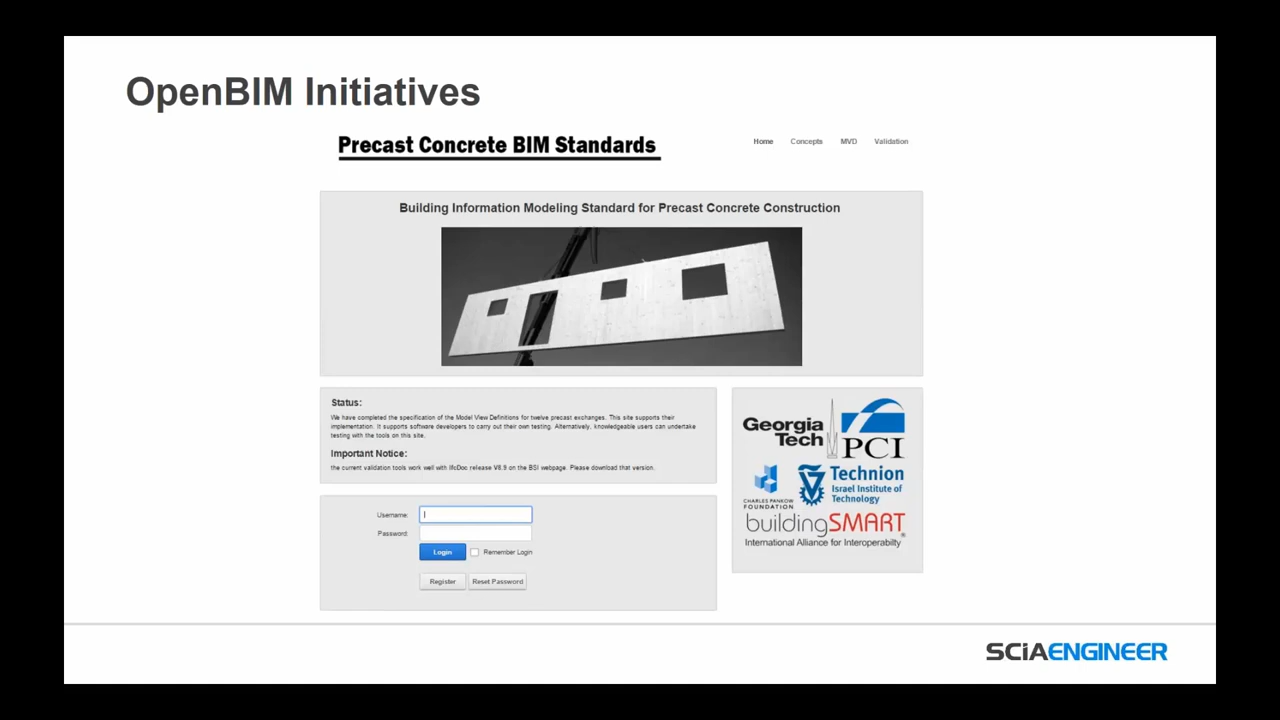 OpenBIM Initiatives
Precast Concrete BIM Standards
Home Concepts MVD Validation
Building Information Modeling Standard for Precast Concrete Construction
Status:
We have completed the specification of the Model View Definitions for twelve precast exchanges. This site supports their
implementation. It supports software developers to carry out their own testing. Alternatively, knowledgeable users can undertake
testing with the tools on this site.
Important Notice:
the current validation tools work well with IfcDoc release V8.9 on the BSI webpage. Please download that version.
Username:
Password:
Login Remember Login
Register Reset Password
Georgia
Tech
PCI
CHARLES PANKOW
FOUNDATION
Technion
Israel Institute of
Technology
buildingSMART®
International Alliance for Interoperabilty
SCiAENGINEER